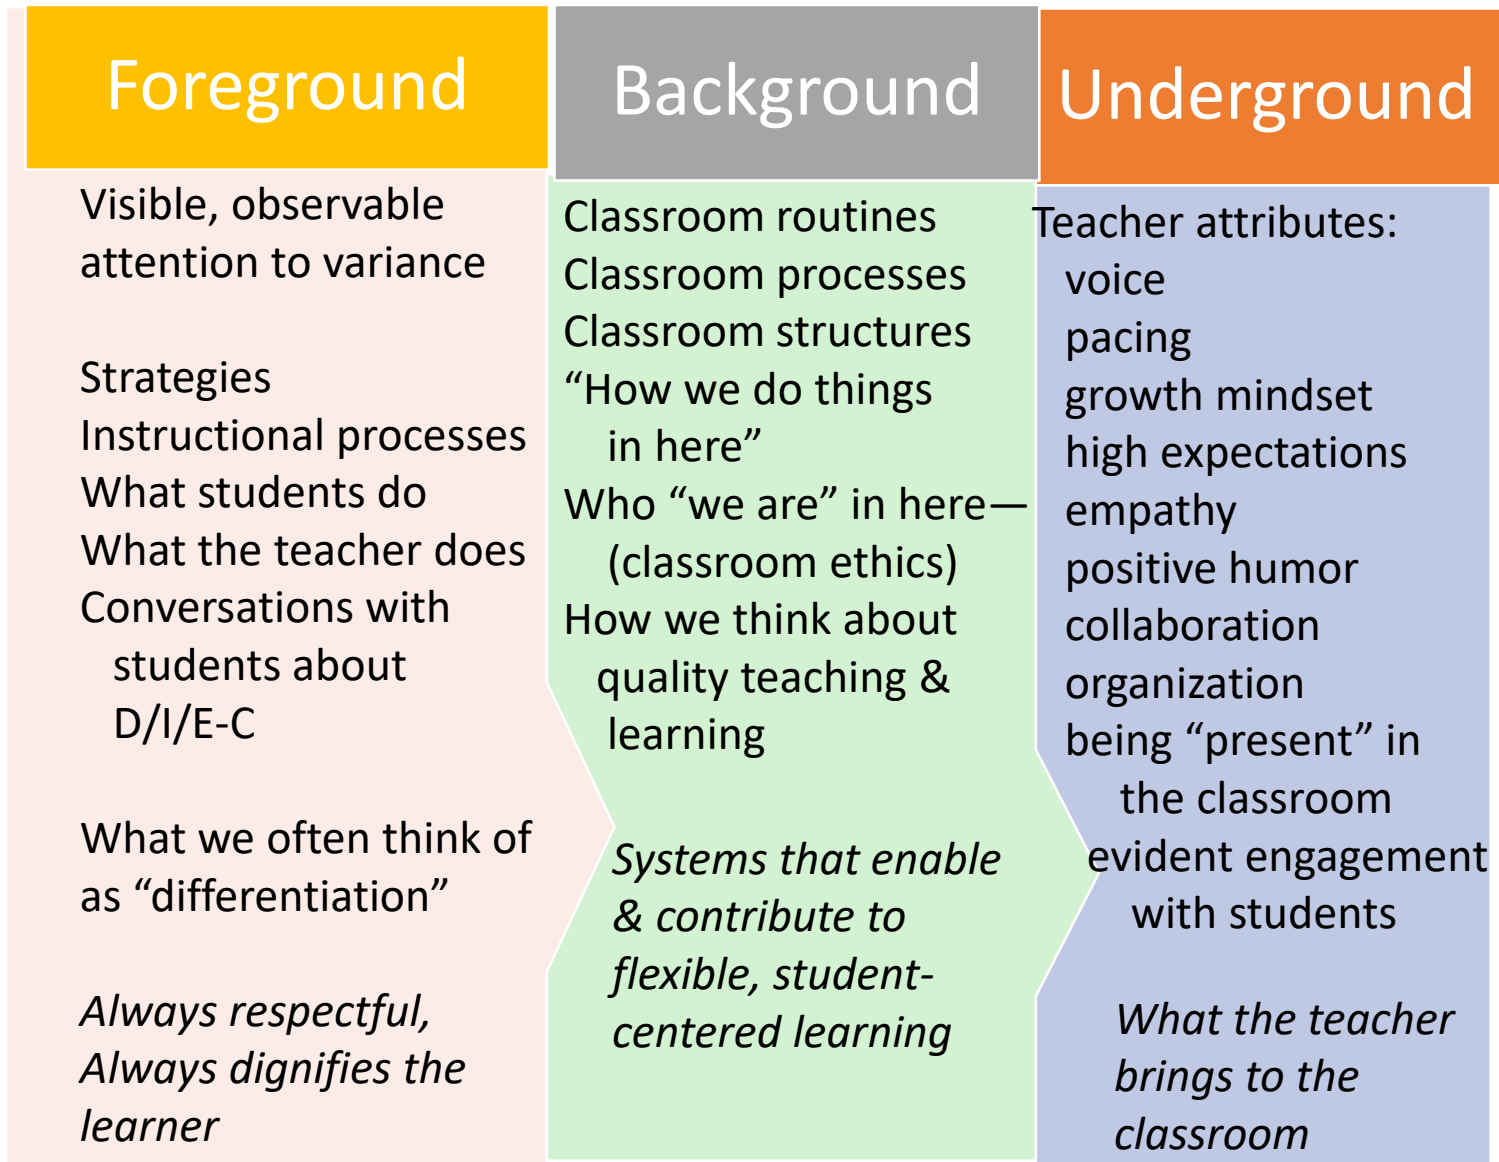 Foreground
Visible, observable
attention to variance
Strategies
Instructional processes
What students do
What the teacher does
Conversations with
students about
D/I/E-C
What we often think of
as “differentiation”
Always respectful,
Always dignifies the
learner
Background
Classroom routines
Classroom processes
Classroom structures
“How we do things
in here”
Who “we are” in here—
(classroom ethics)
How we think about
quality teaching &
learning
Systems that enable
& contribute to
flexible, student-
centered learning
Underground
Teacher attributes:
voice
pacing
growth mindset
high expectations
empathy
positive humor
collaboration
organization
being “present” in
the classroom
evident engagement
with students
What the teacher
brings to the
classroom